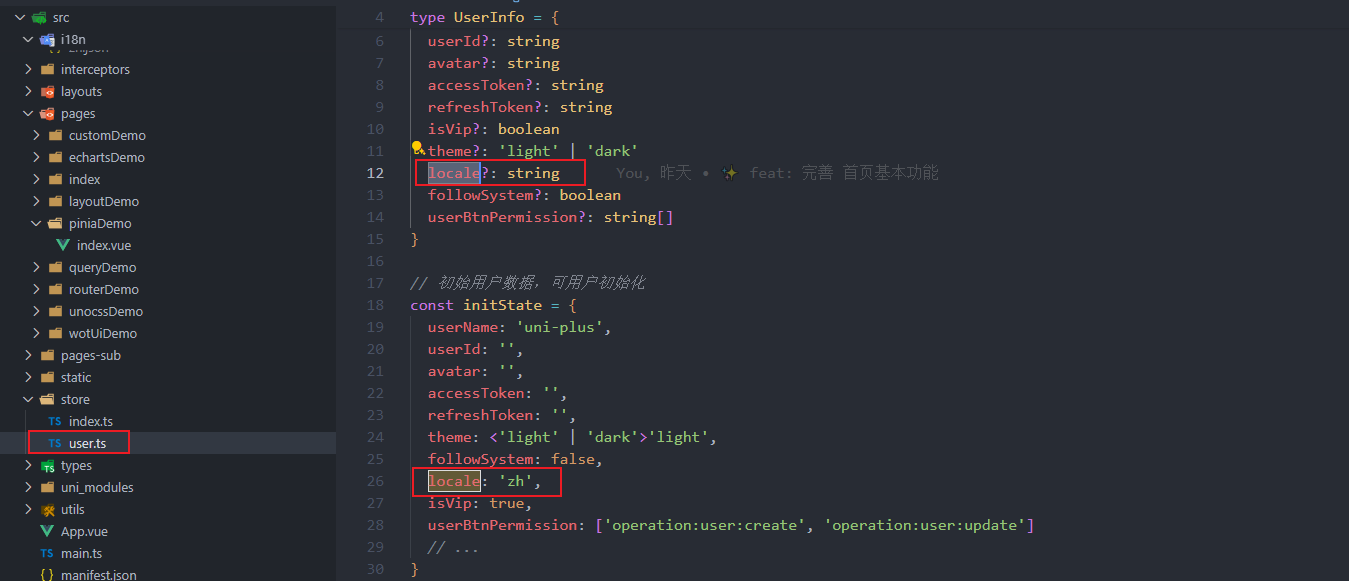 src
i18n
interceptors
layouts
pages
customDemo
echartsDemo
index
layoutDemo
piniaDemo
index.vue
queryDemo
routerDemo
unocssDemo
wotUiDemo
pages-sub
static
store
TS index.ts
TS user.ts
types
uni_modules
utils
App.vue
TS main.ts
{} manifest.json
4 type UserInfo = {
6 userId?: string
7 avatar?: string
8 accessToken?: string
9 refreshToken?: string
10 isVip?: boolean
11 theme?: 'light' | 'dark'
12 locale?: string You, 昨天 • ✨ feat: 完善 首页基本功能
13 followSystem?: boolean
14 userBtnPermission?: string[]
15 }
16
17 // 初始用户数据，可用户初始化
18 const initState = {
19 userName: 'uni-plus',
20 userId: '',
21 avatar: '',
22 accessToken: '',
23 refreshToken: '',
24 theme: <'light' | 'dark'>'light',
25 followSystem: false,
26 locale: 'zh',
27 isVip: true,
28 userBtnPermission: ['operation:user:create', 'operation:user:update']
29 // ...
30 }